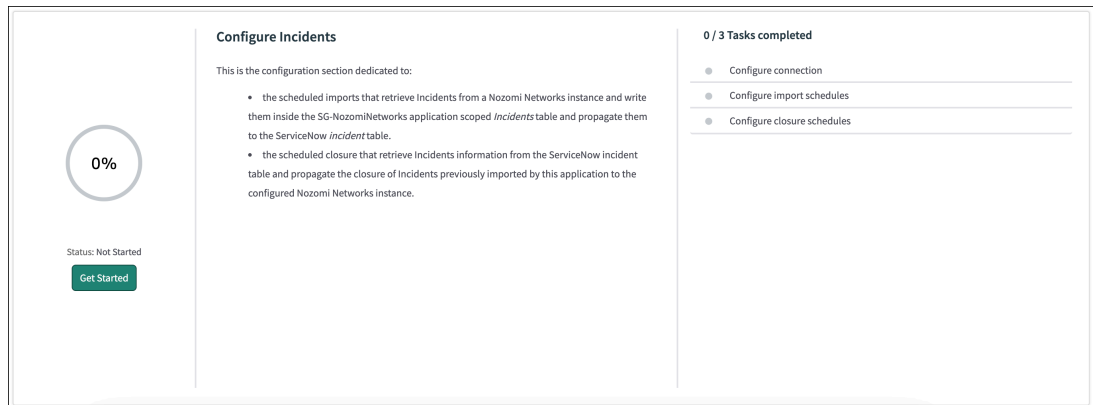 Configure Incidents
This is the configuration section dedicated to:
• the scheduled imports that retrieve Incidents from a Nozomi Networks instance and write
them inside the SG-NozomiNetworks application scoped Incidents table and propagate them
to the ServiceNow incident table.
• the scheduled closure that retrieve Incidents information from the ServiceNow incident
table and propagate the closure of Incidents previously imported by this application to the
configured Nozomi Networks instance.
0%
Status: Not Started
Get Started
0 / 3 Tasks completed
Configure connection
Configure import schedules
Configure closure schedules